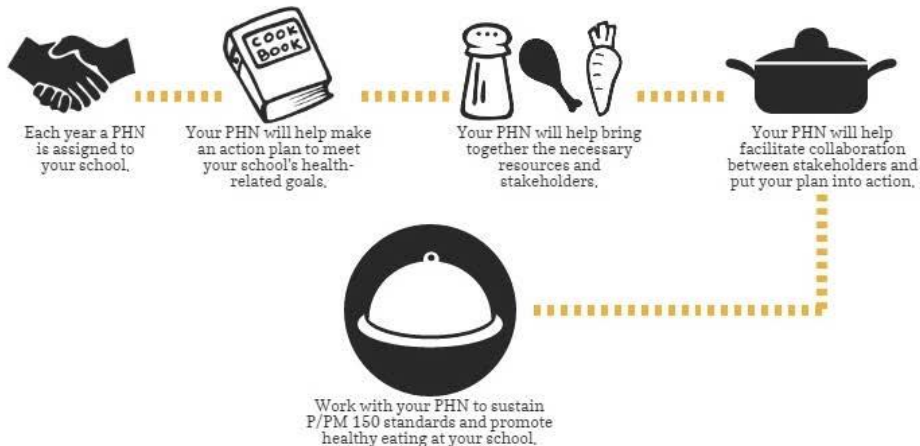 COOK
BOOK
Each year a PHN
is assigned to
your school.
Your PHN will help make
an action plan to meet
your school's health-
related goals.
Your PHN will help bring
together the necessary
resources and
stakeholders.
Your PHN will help
facilitate collaboration
between stakeholders and
put your plan into action.
Work with your PHN to sustain
P/PM 150 standards and promote
healthy eating at your school.